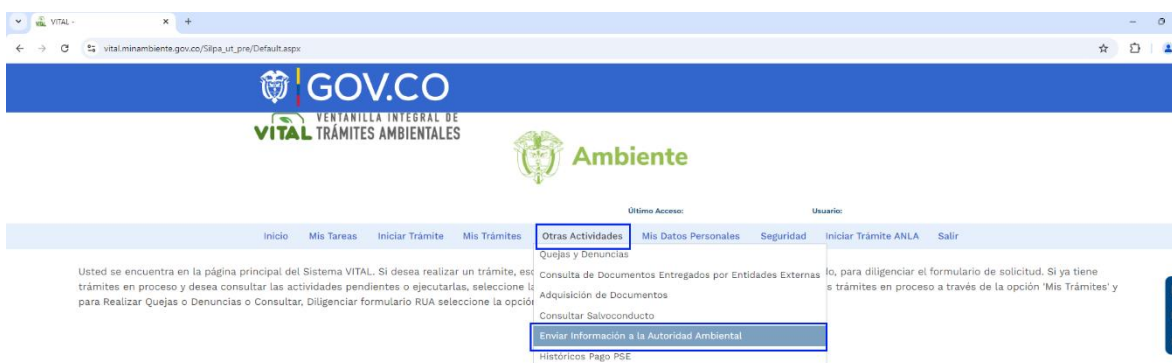 VITAL -
vital.minambiente.gov.co/Silpa_ut_pre/Default.aspx
GOV.CO
VITAL VENTANILLA INTEGRAL DE
TRÁMITES AMBIENTALES
Ambiente
Último Acceso: Usuario:
Inicio Mis Tareas Iniciar Trámite Mis Trámites Otras Actividades Mis Datos Personales Seguridad Iniciar Trámite ANLA Salir
Quejas y Denuncias
Consulta de Documentos Entregados por Entidades Externas
Adquisición de Documentos
Consultar Salvoconducto
Enviar Información a la Autoridad Ambiental
Históricos Pago PSE
Usted se encuentra en la página principal del Sistema VITAL. Si desea realizar un trámite, para diligenciar el formulario de solicitud. Si ya tiene
trámites en proceso y desea consultar las actividades pendientes o ejecutarlas, seleccione s trámites en proceso a través de la opción 'Mis Trámites' y
para Realizar Quejas o Denuncias o Consultar, Diligenciar formulario RUA seleccione la opció